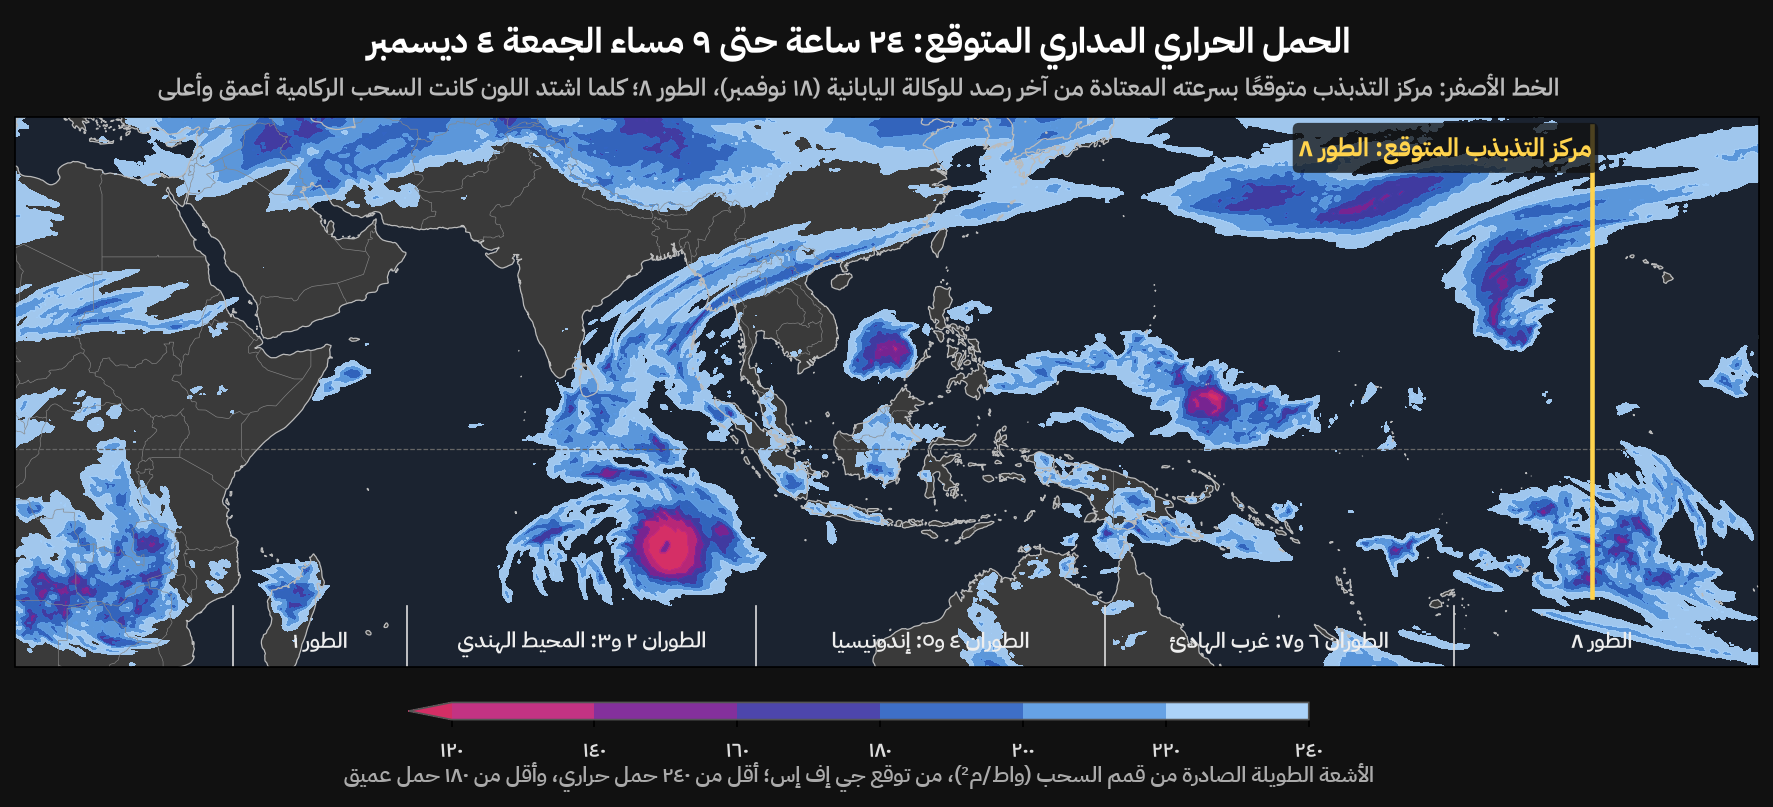 الحمل الحراري المداري المتوقع: ٢٤ ساعة حتى ٩ مساء الجمعة ٤ ديسمبر
الخط الأصفر: مركز التذبذب متوقعًا بسرعته المعتادة من آخر رصد للوكالة اليابانية (١٨ نوفمبر)، الطور ٨؛ كلما اشتد اللون كانت السحب الركامية أعمق وأعلى
مركز التذبذب المتوقع: الطور ٨
الطور ١
الطوران ٢ و٣: المحيط الهندي
الطوران ٤ و٥: إندونيسيا
الطوران ٦ و٧: غرب الهادئ
الطور ٨
١٢٠ ١٤٠ ١٦٠ ١٨٠ ٢٠٠ ٢٢٠ ٢٤٠
الأشعة الطويلة الصادرة من قمم السحب (واط/م²)، من توقع جي إف إس؛ أقل من ٢٤٠ حمل حراري، وأقل من ١٨٠ حمل عميق